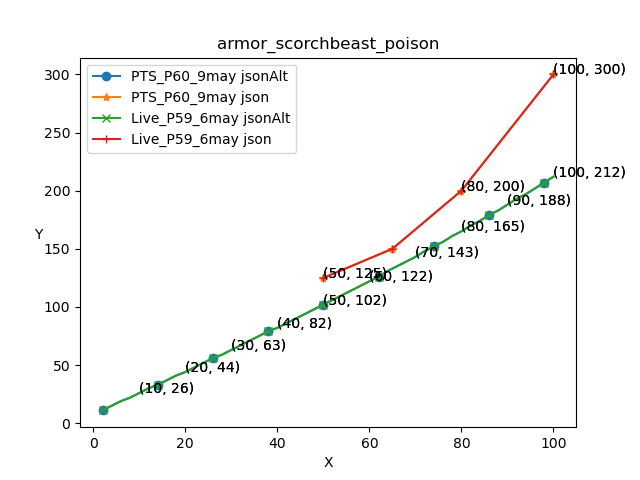 armor_scorchbeast_poison
PTS_P60_9may jsonAlt
PTS_P60_9may json
Live_P59_6may jsonAlt
Live_P59_6may json
(100, 300)
(80, 200)
(100, 212)
(90, 188)
(80, 165)
(70, 143)
(50, 125)
(60, 122)
(50, 102)
(40, 82)
(30, 63)
(20, 44)
(10, 26)
300
250
200
150
100
50
0
Y
0 20 40 60 80 100
X